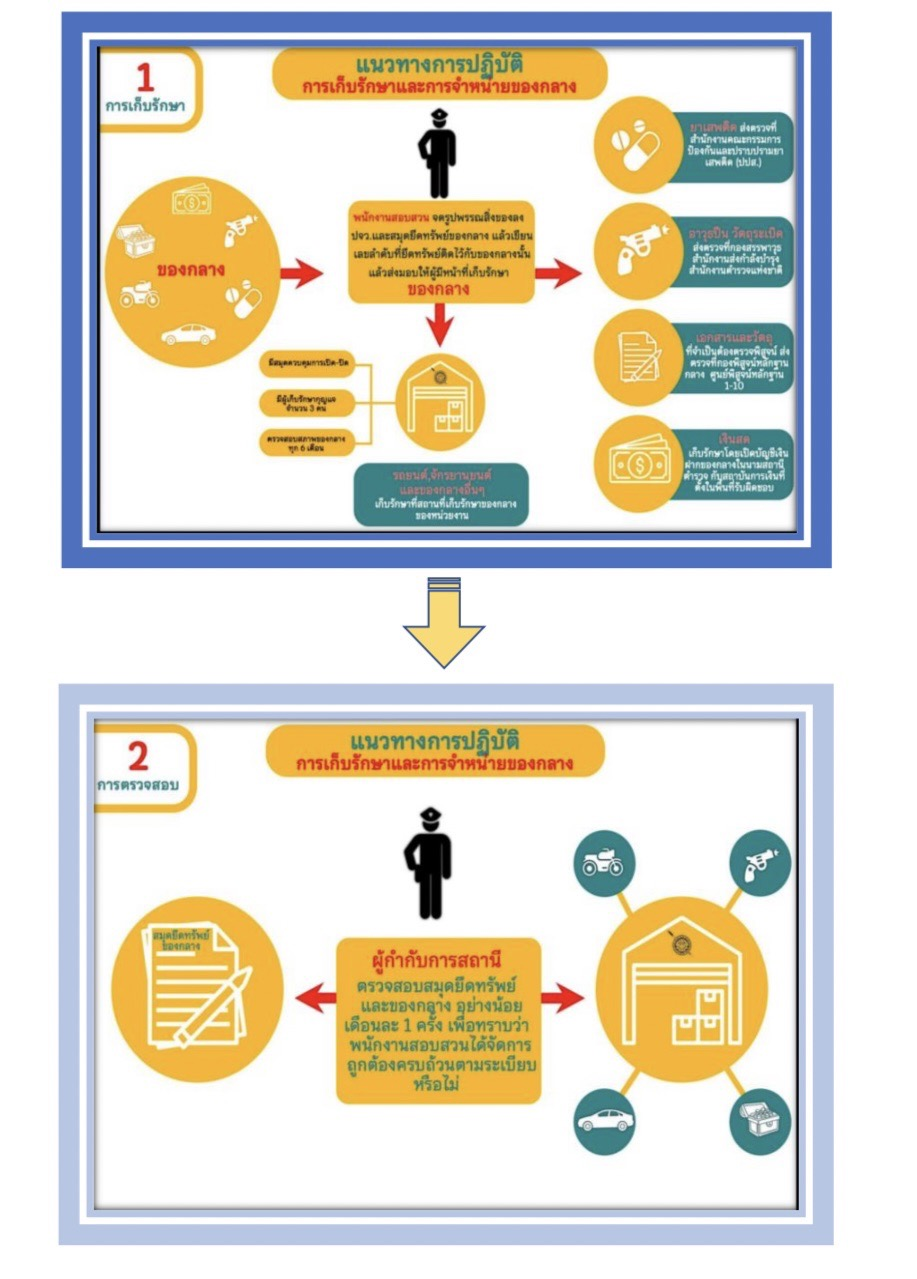 1
การเก็บรักษา
แนวทางการปฏิบัติ
การเก็บรักษาและการจำหน่ายของกลาง
ของกลาง
พนักงานสอบสวน จดรูปพรรณสิ่งของลง
ปจว.และสมุดยึดทรัพย์ของกลาง แล้วเขียน
เลขลำดับที่ยึดทรัพย์ติดไว้กับของกลางนั้น
แล้วส่งมอบให้ผู้มีหน้าที่เก็บรักษา
ของกลาง
ยาเสพติด ส่งตรวจที่
สำนักงานคณะกรรมการ
ป้องกันและปราบปรามยา
เสพติด (ปปส.)
อาวุธปืน วัตถุระเบิด
ส่งตรวจที่กองสรรพาวุธ
สำนักงานส่งกำลังบำรุง
สำนักงานตำรวจแห่งชาติ
เอกสารและวัตถุ
ที่จำเป็นต้องตรวจพิสูจน์ ส่ง
ตรวจที่กองพิสูจน์หลักฐาน
กลาง ศูนย์พิสูจน์หลักฐาน
1-10
เงินสด
เก็บรักษาโดยเปิดบัญชีเงิน
ฝากของกลางในนามสถานี
ตำรวจ กับสถาบันการเงินที่
ตั้งในพื้นที่รับผิดชอบ
มีสมุดควบคุมการเปิด-ปิด
มีผู้เก็บรักษากุญแจ
จำนวน 3 คน
ตรวจสอบสภาพของกลาง
ทุก 6 เดือน
รถยนต์,จักรยานยนต์
และของกลางอื่นๆ
เก็บรักษาที่สถานที่เก็บรักษาของกลาง
ของหน่วยงาน
2
การตรวจสอบ
แนวทางการปฏิบัติ
การเก็บรักษาและการจำหน่ายของกลาง
สมุดยึดทรัพย์
ของกลาง
ผู้กำกับการสถานี
ตรวจสอบสมุดยึดทรัพย์
และของกลาง อย่างน้อย
เดือนละ 1 ครั้ง เพื่อทราบว่า
พนักงานสอบสวนได้จัดการ
ถูกต้องครบถ้วนตามระเบียบ
หรือไม่